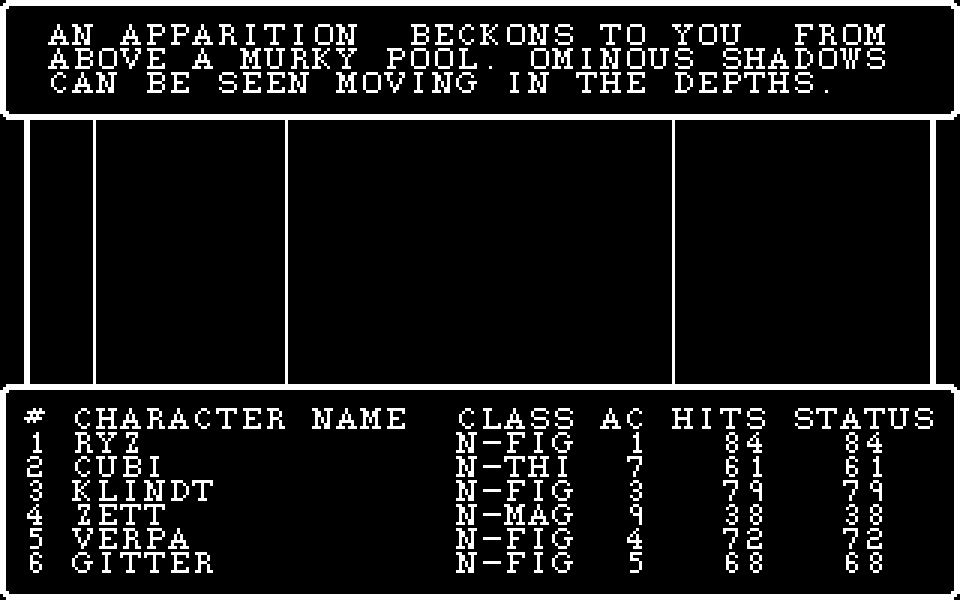 AN APPARITION BECKONS TO YOU FROM
ABOVE A MURKY POOL. OMINOUS SHADOWS
CAN BE SEEN MOVING IN THE DEPTHS.
# CHARACTER NAME CLASS AC HITS STATUS
1 RYZ N-FIG 1 84 84
2 CUBI N-THI 7 61 61
3 KLINDT N-FIG 3 79 79
4 ZETT N-MAG 9 38 38
5 VERPA N-FIG 4 72 72
6 GITTER N-FIG 5 68 68